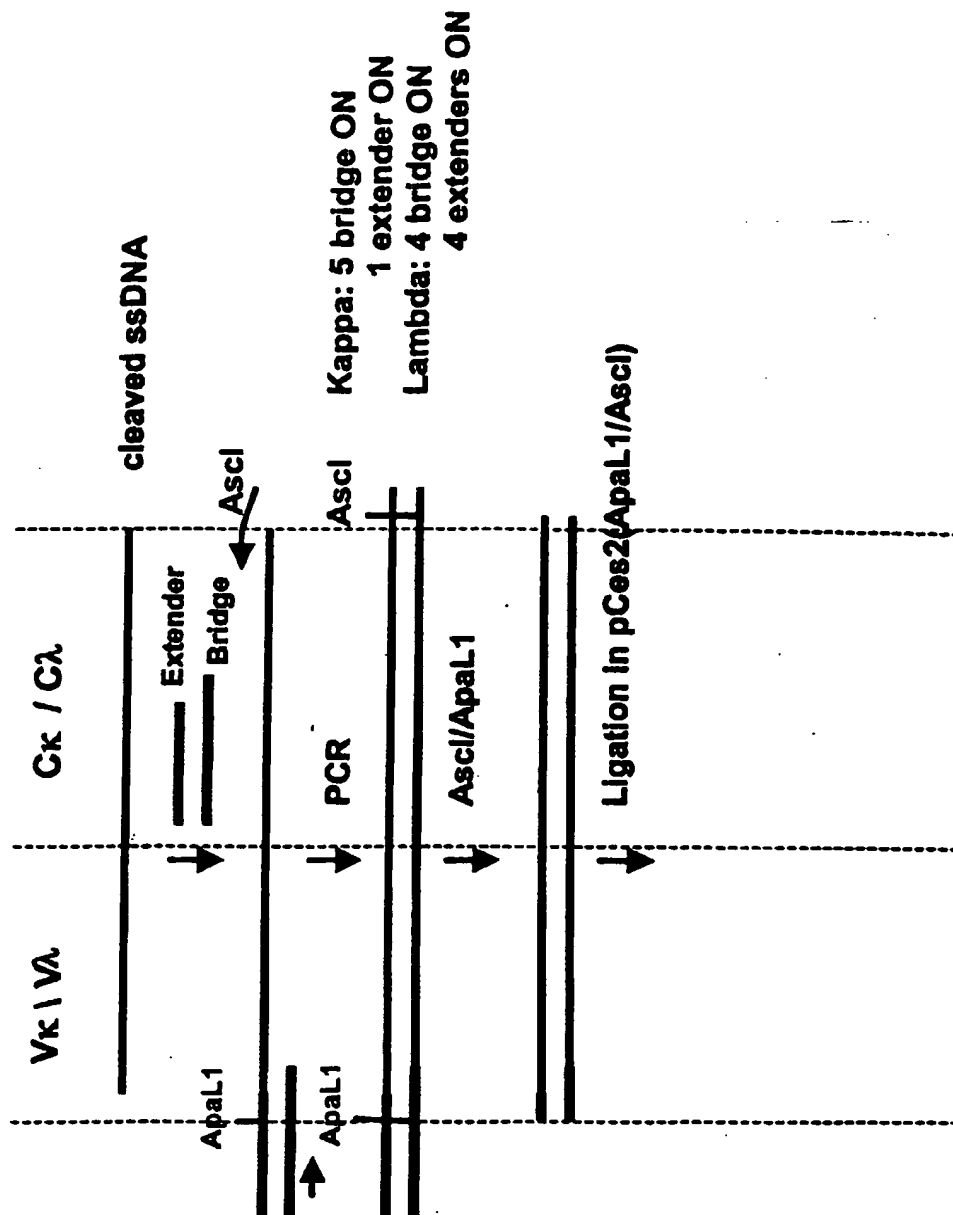 Vκ \ Vλ
Cκ / Cλ
cleaved ssDNA
Extender
Bridge
AscI
ApaL1
ApaL1
PCR
AscI
Kappa: 5 bridge ON
1 extender ON
Lambda: 4 bridge ON
4 extenders ON
AscI/ApaL1
Ligation in pCes2(ApaL1/AscI)